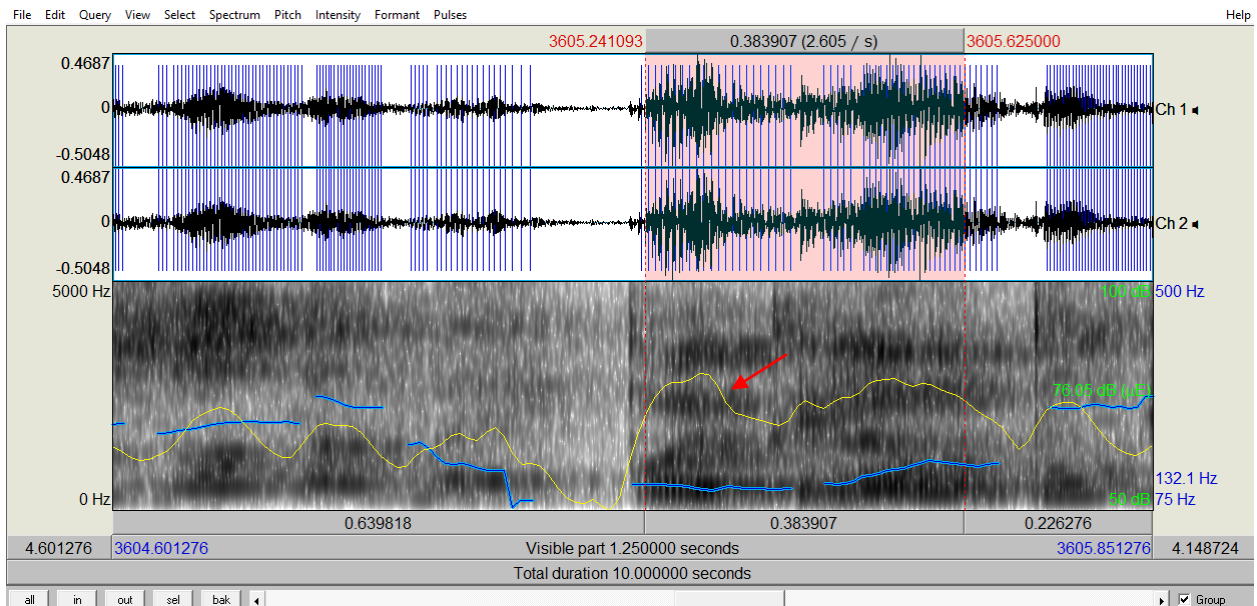 File Edit Query View Select Spectrum Pitch Intensity Formant Pulses Help
3605.241093 0.383907 (2.605 / s) 3605.625000
0.4687
0 Ch 1
-0.5048
0.4687
0 Ch 2
-0.5048
5000 Hz 100 dB 500 Hz
76.05 dB (µE)
132.1 Hz
0 Hz 50 dB 75 Hz
0.639818 0.383907 0.226276
4.601276 3604.601276 Visible part 1.250000 seconds 3605.851276 4.148724
Total duration 10.000000 seconds
all in out sel bak Group